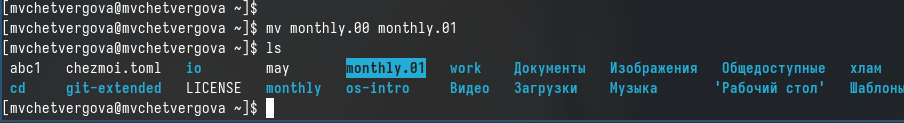 [mvchetvergova@mvchetvergova ~]$
[mvchetvergova@mvchetvergova ~]$ mv monthly.00 monthly.01
[mvchetvergova@mvchetvergova ~]$ ls
abc1 chezmoi.toml io may monthly.01 work Документы Изображения Общедоступные хлам
cd git-extended LICENSE monthly os-intro Видео Загрузки Музыка 'Рабочий стол' Шаблоны
[mvchetvergova@mvchetvergova ~]$